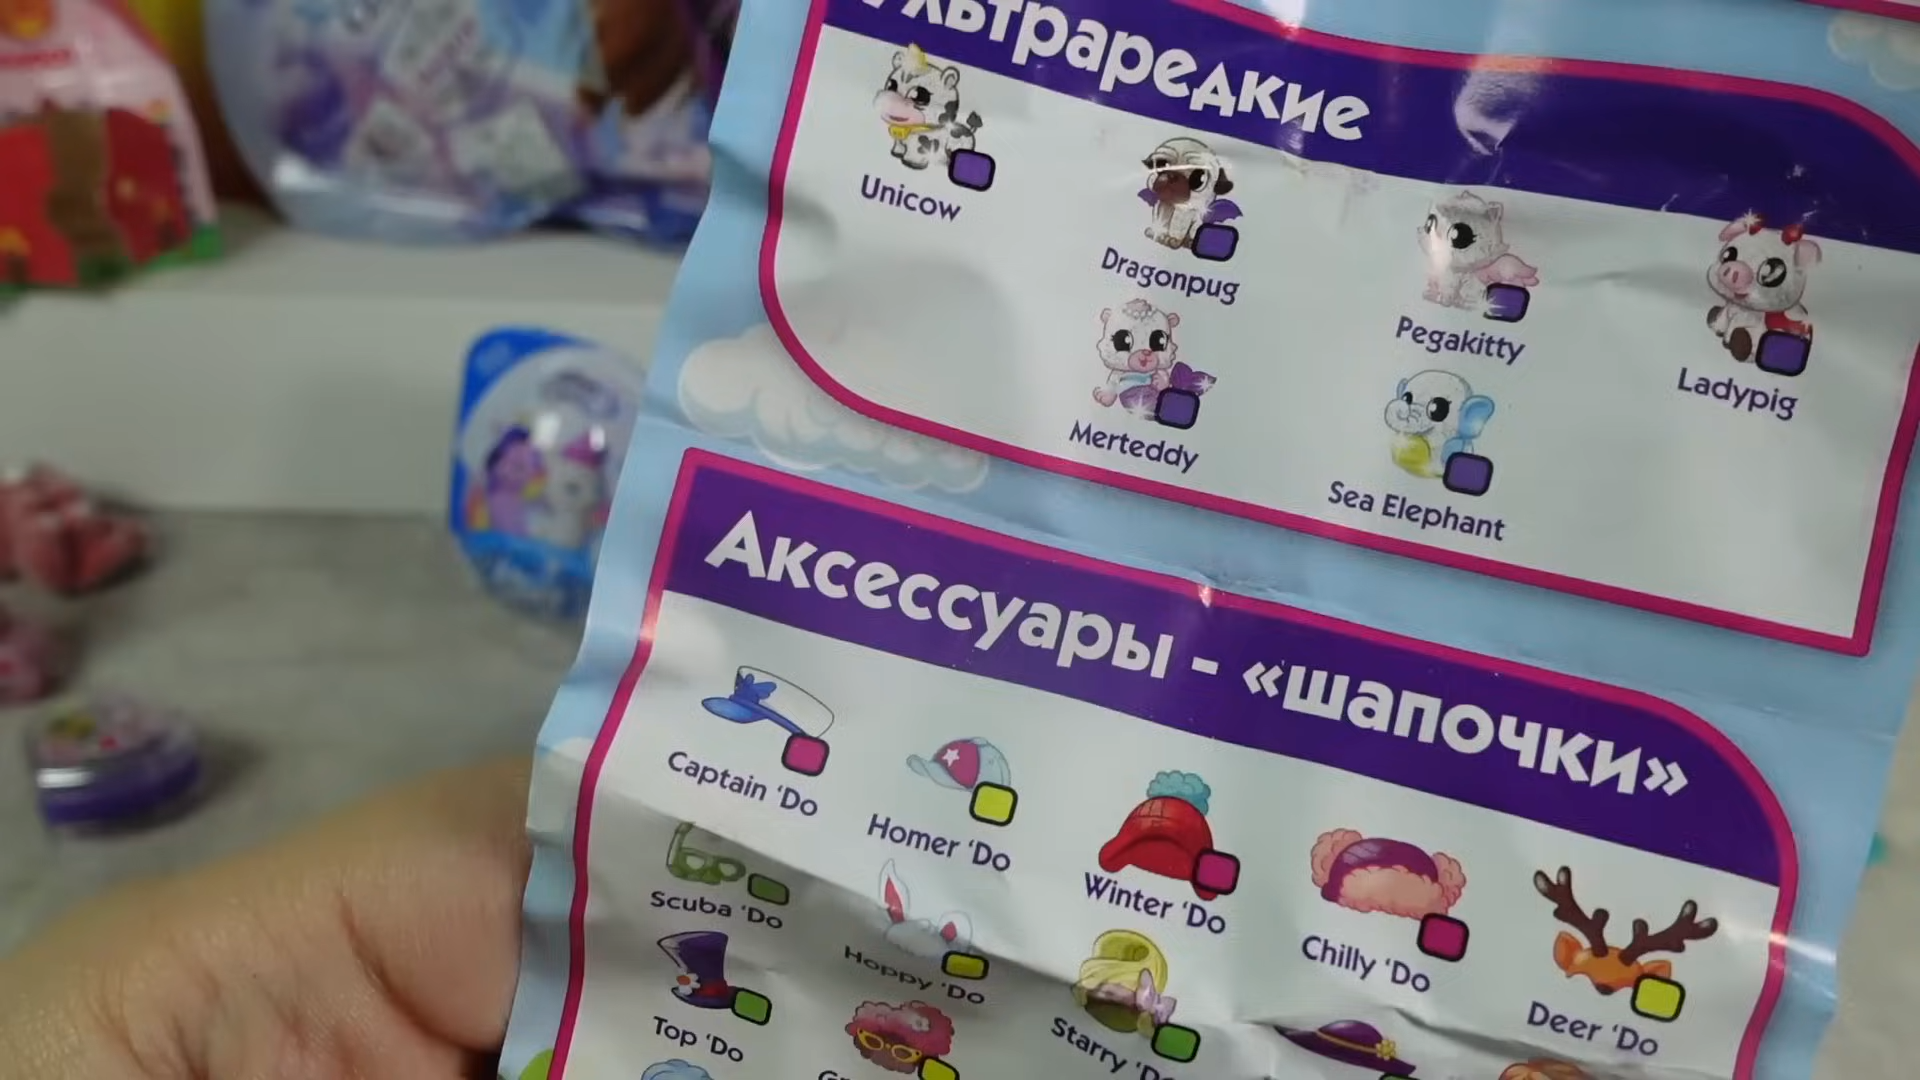 Ультраредкие
Unicow
Dragonpug
Pegakitty
Ladypig
Merteddy
Sea Elephant
Аксессуары - «шапочки»
Captain ‘Do
Homer ‘Do
Winter ‘Do
Chilly ‘Do
Deer ‘Do
Scuba ‘Do
Hoppy ‘Do
Top ‘Do
Starry